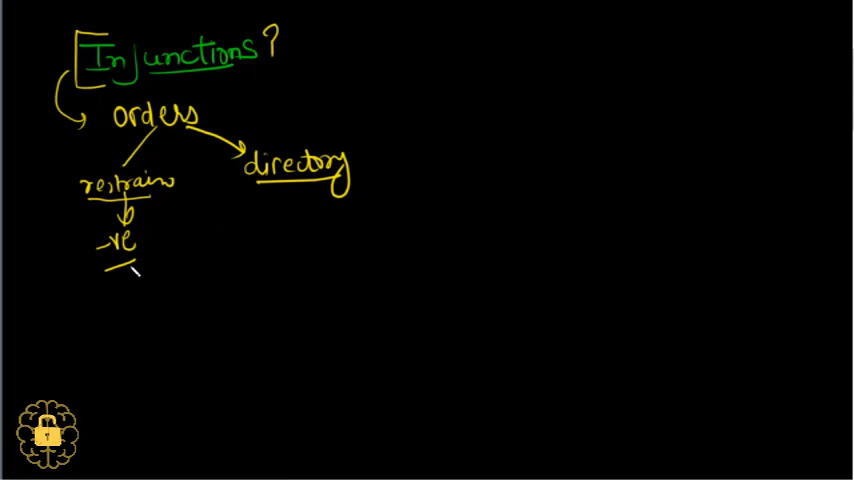 Injunctions?
orders
directory
restrain
-ve